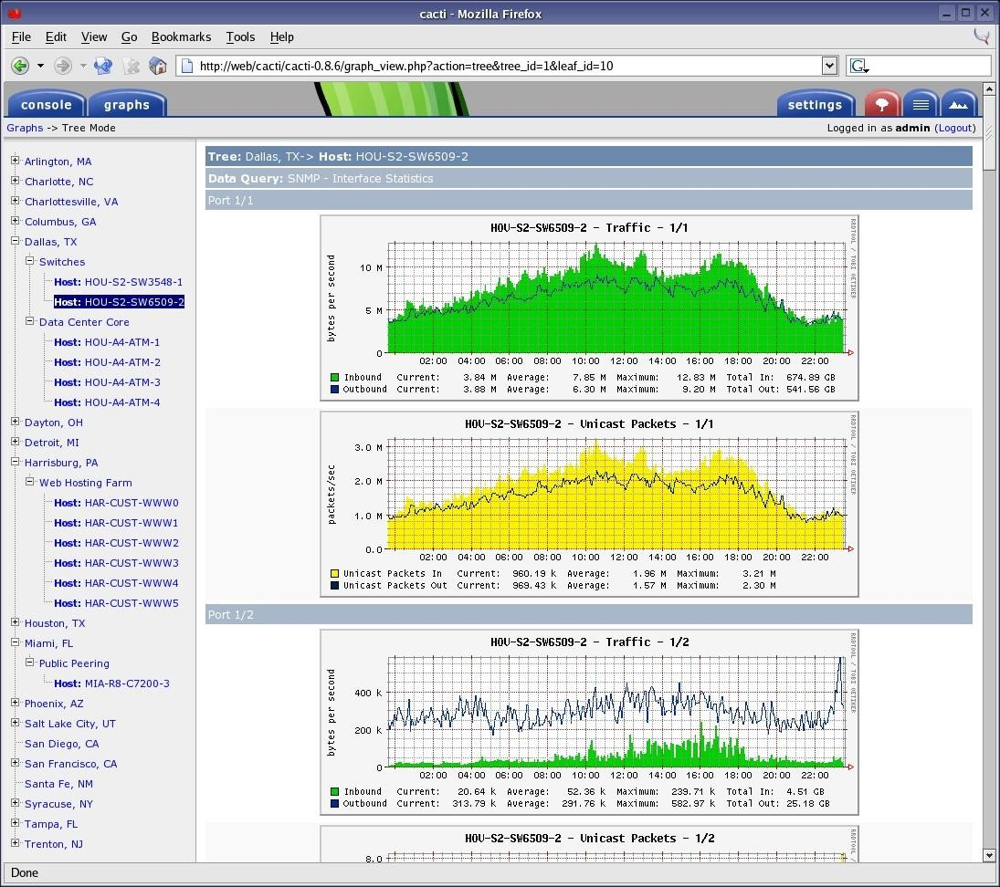 cacti - Mozilla Firefox
File Edit View Go Bookmarks Tools Help
http://web/cacti/cacti-0.8.6/graph_view.php?action=tree&tree_id=1&leaf_id=10
G
console graphs settings
Graphs -> Tree Mode
Logged in as admin (Logout)
Arlington, MA
Charlotte, NC
Charlottesville, VA
Columbus, GA
Dallas, TX
Switches
Host: HOU-S2-SW3548-1
Host: HOU-S2-SW6509-2
Data Center Core
Host: HOU-A4-ATM-1
Host: HOU-A4-ATM-2
Host: HOU-A4-ATM-3
Host: HOU-A4-ATM-4
Dayton, OH
Detroit, MI
Harrisburg, PA
Web Hosting Farm
Host: HAR-CUST-WWW0
Host: HAR-CUST-WWW1
Host: HAR-CUST-WWW2
Host: HAR-CUST-WWW3
Host: HAR-CUST-WWW4
Host: HAR-CUST-WWW5
Houston, TX
Miami, FL
Public Peering
Host: MIA-R8-C7200-3
Phoenix, AZ
Salt Lake City, UT
San Diego, CA
San Francisco, CA
Santa Fe, NM
Syracuse, NY
Tampa, FL
Trenton, NJ
Tree: Dallas, TX-> Host: HOU-S2-SW6509-2
Data Query: SNMP - Interface Statistics
Port 1/1
HOU-S2-SW6509-2 - Traffic - 1/1
RRDTOOL / TOBI OETIKER
bytes per second
10 M
5 M
0
02:00 04:00 06:00 08:00 10:00 12:00 14:00 16:00 18:00 20:00 22:00
Inbound Current: 3.84 M Average: 7.85 M Maximum: 12.83 M Total In: 674.89 GB
Outbound Current: 3.88 M Average: 6.30 M Maximum: 9.20 M Total Out: 541.56 GB
HOU-S2-SW6509-2 - Unicast Packets - 1/1
RRDTOOL / TOBI OETIKER
packets/sec
3.0 M
2.0 M
1.0 M
0.0
02:00 04:00 06:00 08:00 10:00 12:00 14:00 16:00 18:00 20:00 22:00
Unicast Packets In Current: 960.19 k Average: 1.96 M Maximum: 3.21 M
Unicast Packets Out Current: 969.43 k Average: 1.57 M Maximum: 2.30 M
Port 1/2
HOU-S2-SW6509-2 - Traffic - 1/2
RRDTOOL / TOBI OETIKER
bytes per second
400 k
200 k
0
02:00 04:00 06:00 08:00 10:00 12:00 14:00 16:00 18:00 20:00 22:00
Inbound Current: 20.64 k Average: 52.36 k Maximum: 239.71 k Total In: 4.51 GB
Outbound Current: 313.79 k Average: 291.76 k Maximum: 582.97 k Total Out: 25.18 GB
HOU-S2-SW6509-2 - Unicast Packets - 1/2
8.0
Done